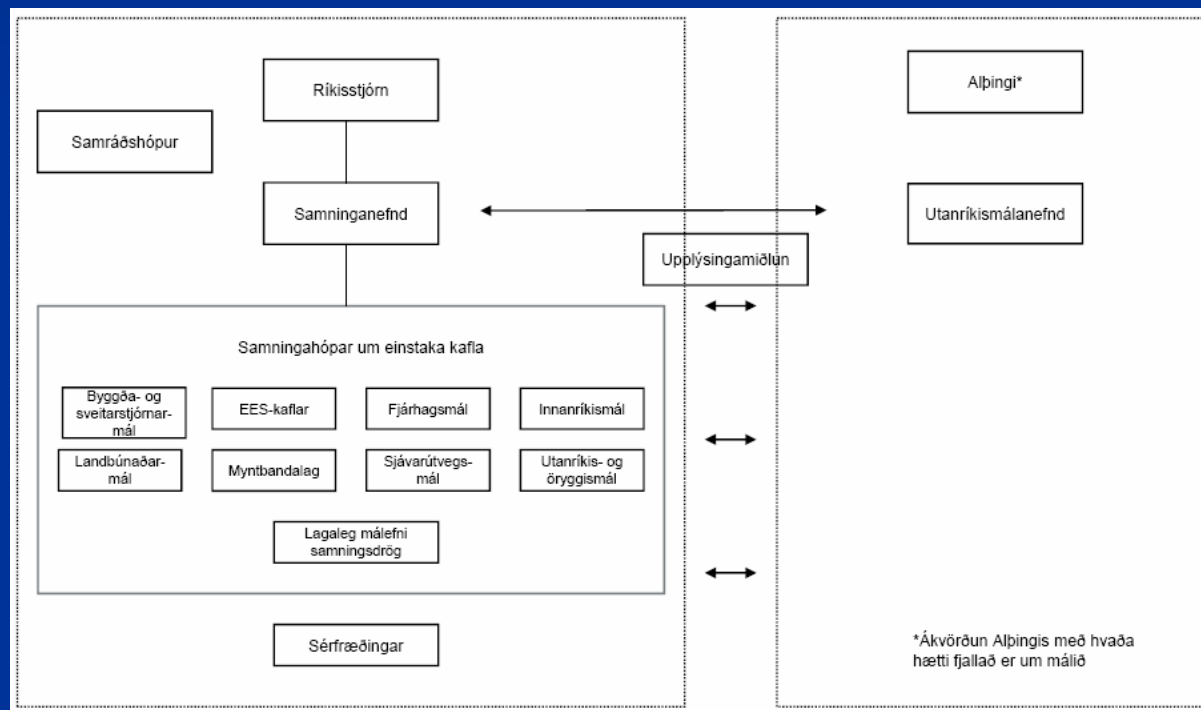 Ríkisstjórn
Alþingi*
Samráðshópur
Samninganefnd
Utanríkismálanefnd
Upplýsingamiðlun
Samningahópar um einstaka kafla
Byggða- og
sveitarstjórnar-
mál
EES-kaflar
Fjárhagsmál
Innanríkismál
Landbúnaðar-
mál
Myntbandalag
Sjávarútvegs-
mál
Utanríkis- og
öryggismál
Lagaleg málefni
samningsdrög
Sérfræðingar
*Ákvörðun Alþingis með hvaða
hætti fjallað er um málið